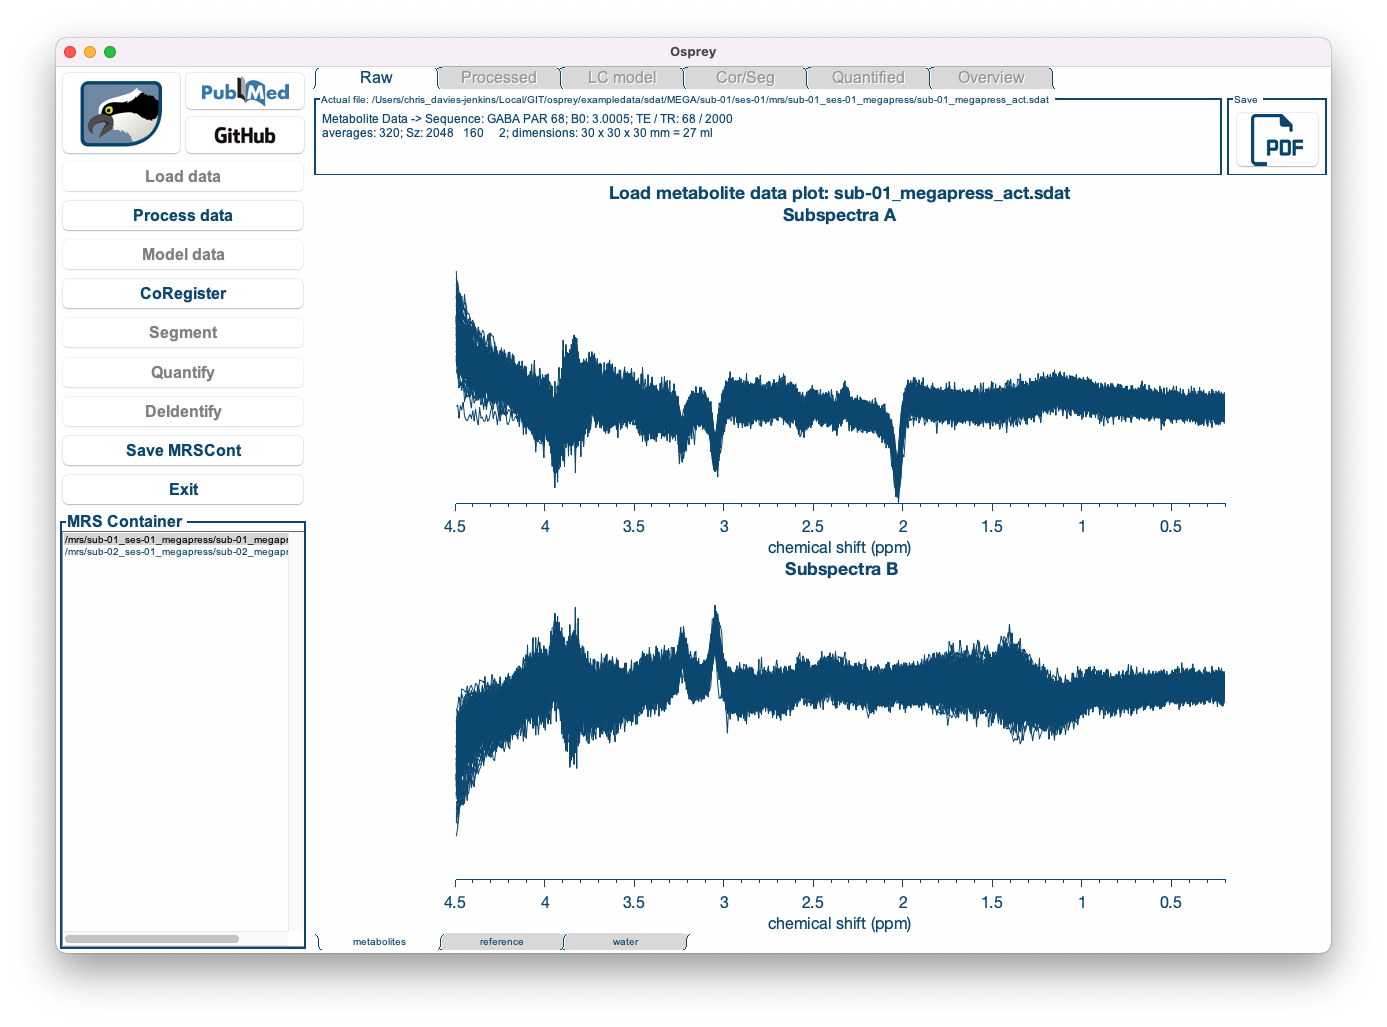 Osprey
PubMed
GitHub
Load data
Process data
Model data
CoRegister
Segment
Quantify
DeIdentify
Save MRSCont
Exit
MRS Container
/mrs/sub-01_ses-01_megapress/sub-01_megapr
/mrs/sub-02_ses-01_megapress/sub-02_megapr
Raw Processed LC model Cor/Seg Quantified Overview
Actual file: /Users/chris_davies-jenkins/Local/GIT/osprey/exampledata/sdat/MEGA/sub-01/ses-01/mrs/sub-01_ses-01_megapress/sub-01_megapress_act.sdat
Metabolite Data -> Sequence: GABA PAR 68; B0: 3.0005; TE / TR: 68 / 2000
averages: 320; Sz: 2048 160 2; dimensions: 30 x 30 x 30 mm = 27 ml
Save
PDF
Load metabolite data plot: sub-01_megapress_act.sdat
Subspectra A
4.5 4 3.5 3 2.5 2 1.5 1 0.5
chemical shift (ppm)
Subspectra B
4.5 4 3.5 3 2.5 2 1.5 1 0.5
chemical shift (ppm)
metabolites reference water